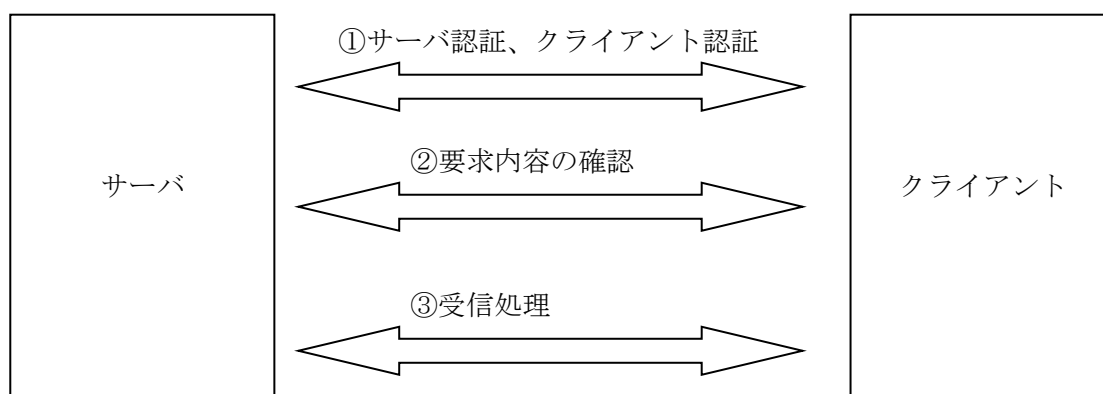 ①サーバ認証、クライアント認証
②要求内容の確認
サーバ
クライアント
③受信処理